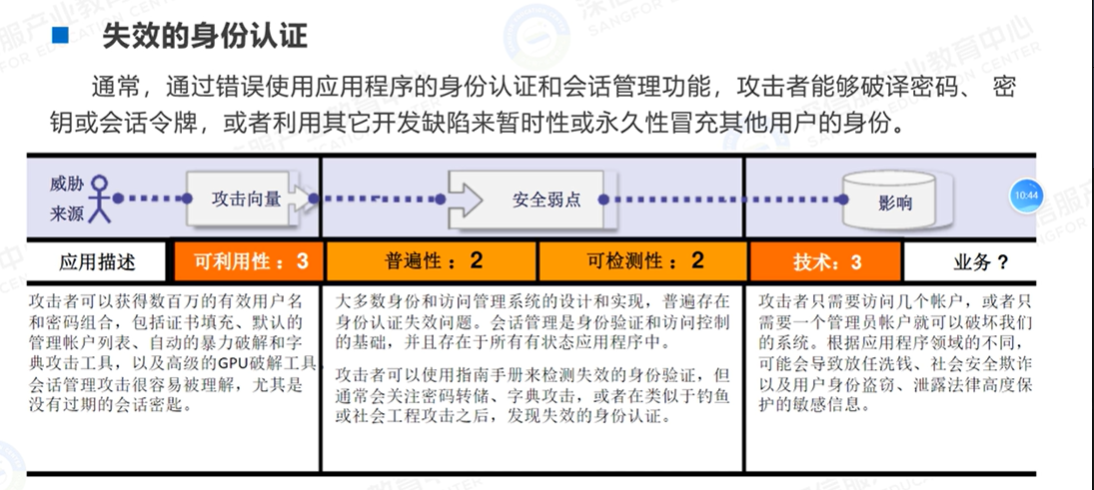 失效的身份认证
通常，通过错误使用应用程序的身份认证和会话管理功能，攻击者能够破译密码、 密
钥或会话令牌，或者利用其它开发缺陷来暂时性或永久性冒充其他用户的身份。
威胁
来源
攻击向量
安全弱点
影响
10:44
应用描述
可利用性：3
普遍性：2
可检测性：2
技术：3
业务？
攻击者可以获得数百万的有效用户名
和密码组合，包括证书填充、默认的
管理帐户列表、自动的暴力破解和字
典攻击工具，以及高级的GPU破解工具
会话管理攻击很容易被理解，尤其是
没有过期的会话密匙。
大多数身份和访问管理系统的设计和实现，普遍存在
身份认证失效问题。会话管理是身份验证和访问控制
的基础，并且存在于所有有状态应用程序中。
攻击者可以使用指南手册来检测失效的身份验证，但
通常会关注密码转储、字典攻击，或者在类似于钓鱼
或社会工程攻击之后，发现失效的身份认证。
攻击者只需要访问几个帐户，或者只
需要一个管理员帐户就可以破坏我们
的系统。根据应用程序领域的不同，
可能会导致放任洗钱、社会安全欺诈
以及用户身份盗窃、泄露法律高度保
护的敏感信息。